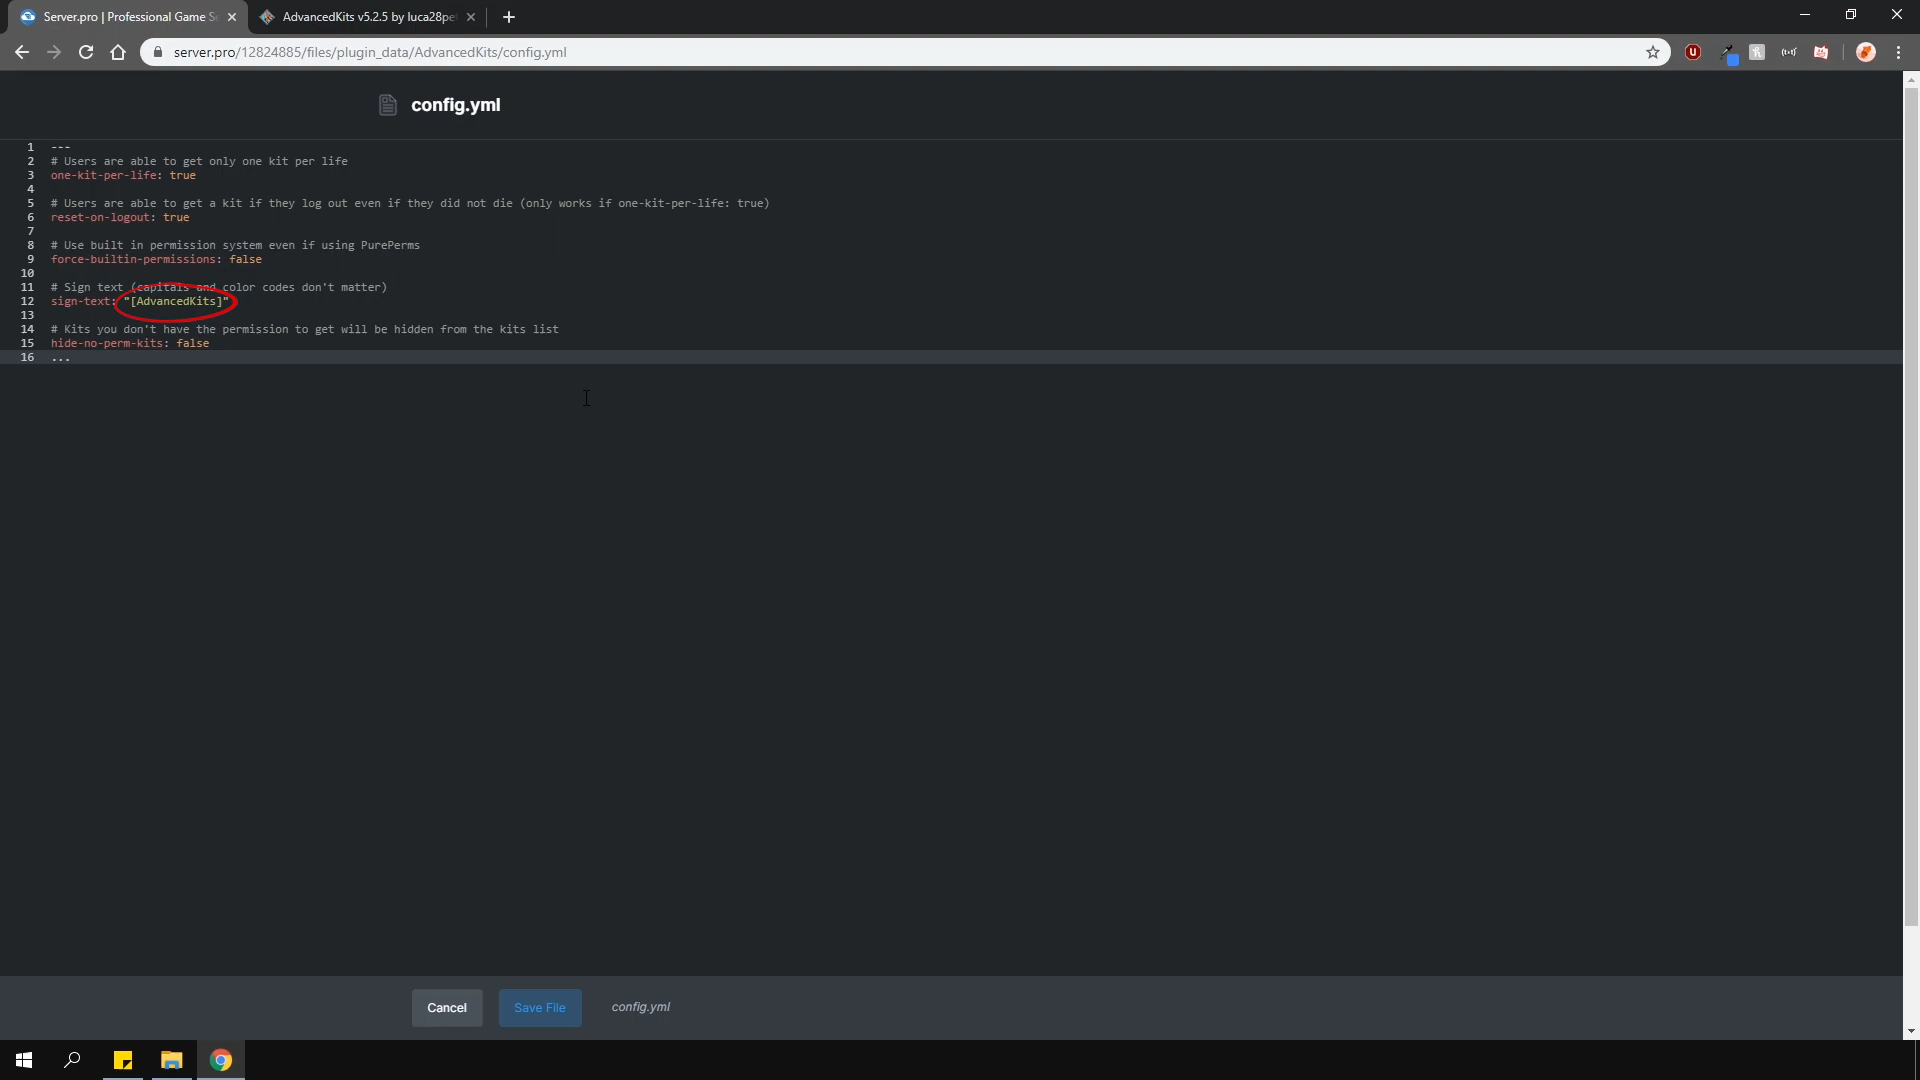 Server.pro | Professional Game S
AdvancedKits v5.2.5 by luca28pe
server.pro/12824885/files/plugin_data/AdvancedKits/config.yml
config.yml
1 ---
2 # Users are able to get only one kit per life
3 one-kit-per-life: true
4
5 # Users are able to get a kit if they log out even if they did not die (only works if one-kit-per-life: true)
6 reset-on-logout: true
7
8 # Use built in permission system even if using PurePerms
9 force-builtin-permissions: false
10
11 # Sign text (capitals and color codes don't matter)
12 sign-text: "[AdvancedKits]"
13
14 # Kits you don't have the permission to get will be hidden from the kits list
15 hide-no-perm-kits: false
16 ...
Cancel
Save File
config.yml